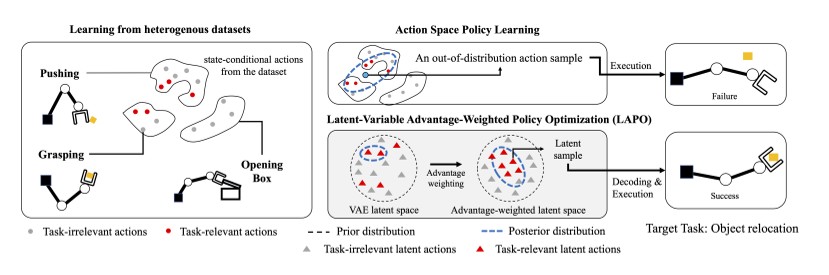 Learning from heterogenous datasets
Pushing
state-conditional actions
from the dataset
Grasping
Opening
Box
Task-irrelevant actions
Task-relevant actions
Action Space Policy Learning
An out-of-distribution action sample
Execution
Failure
Latent-Variable Advantage-Weighted Policy Optimization (LAPO)
Latent
sample
Advantage
weighting
VAE latent space
Advantage-weighted latent space
Decoding &
Execution
Success
Prior distribution
Posterior distribution
Task-irrelevant latent actions
Task-relevant latent actions
Target Task: Object relocation